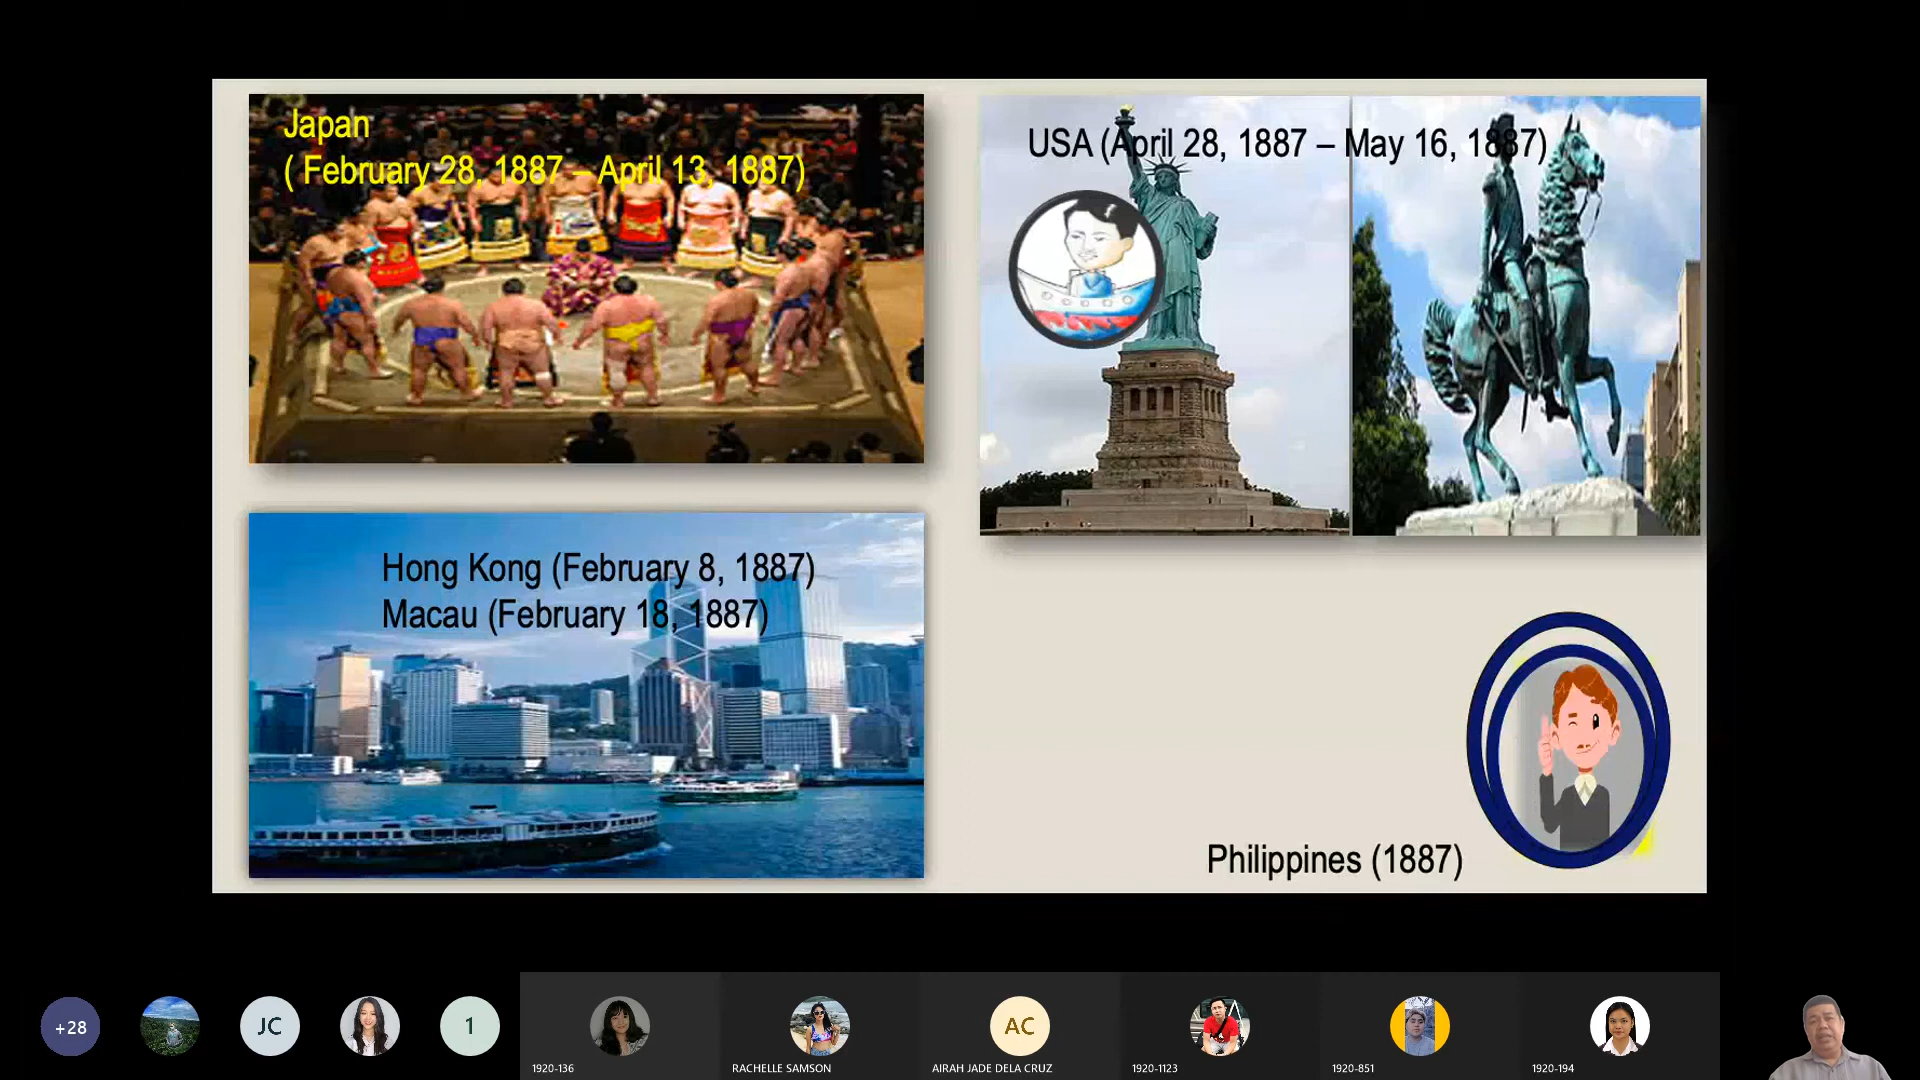 Japan
( February 28, 1887 – April 13, 1887)
USA (April 28, 1887 – May 16, 1887)
Hong Kong (February 8, 1887)
Macau (February 18, 1887)
Philippines (1887)
+28
JC
1
AC
1920-136
RACHELLE SAMSON
AIRAH JADE DELA CRUZ
1920-1123
1920-851
1920-194